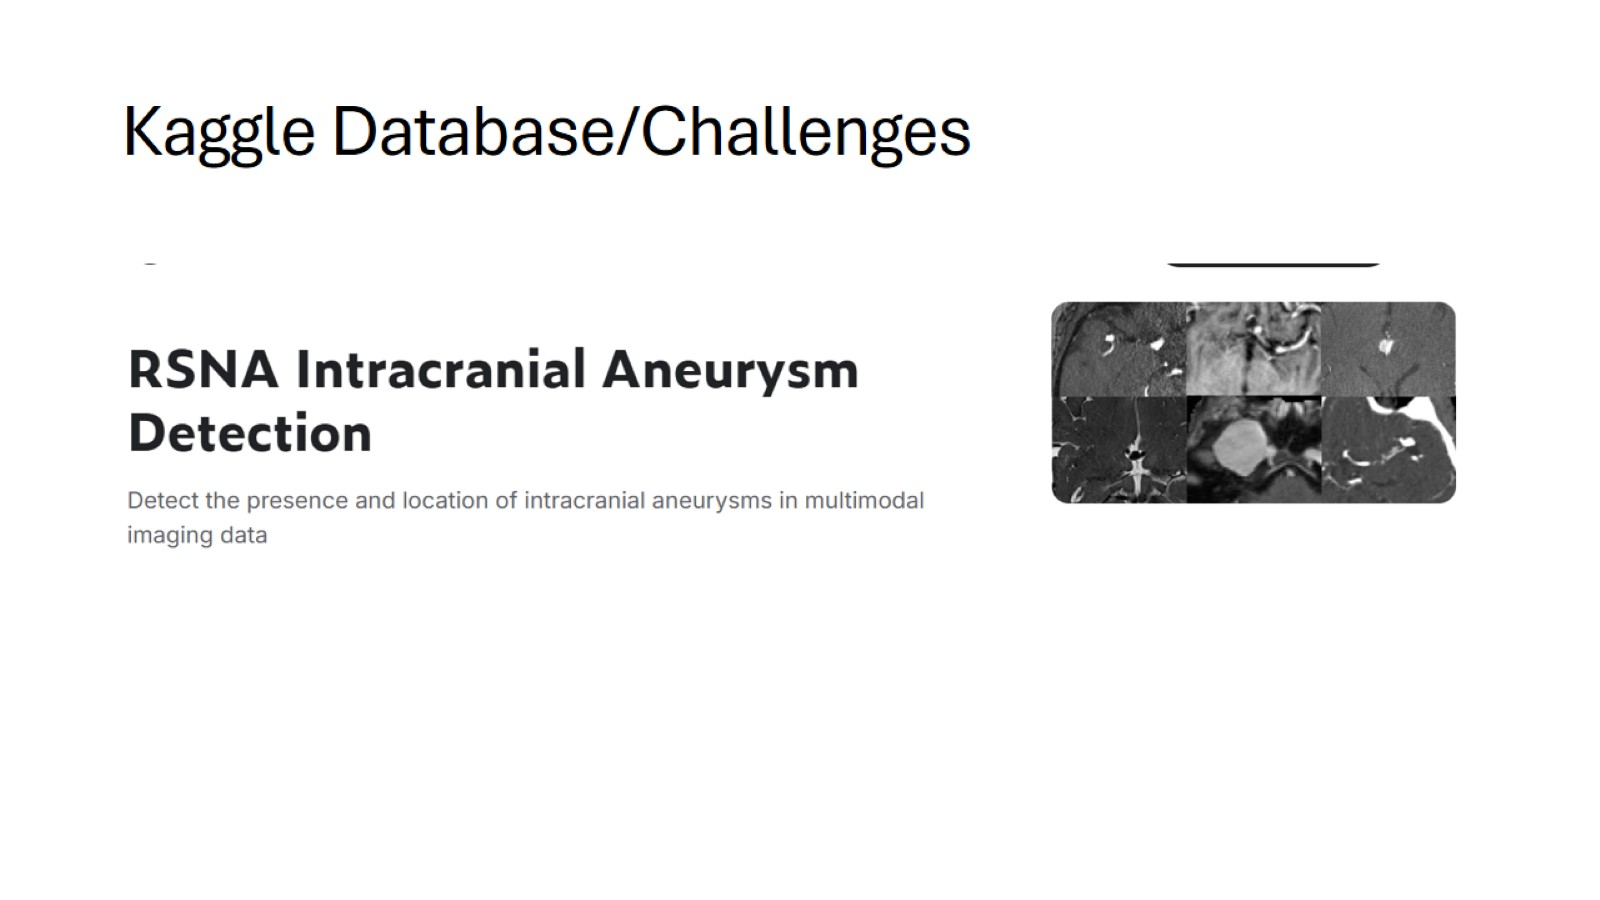 Kaggle Database/Challenges
RSNA Intracranial Aneurysm
Detection
Detect the presence and location of intracranial aneurysms in multimodal
imaging data